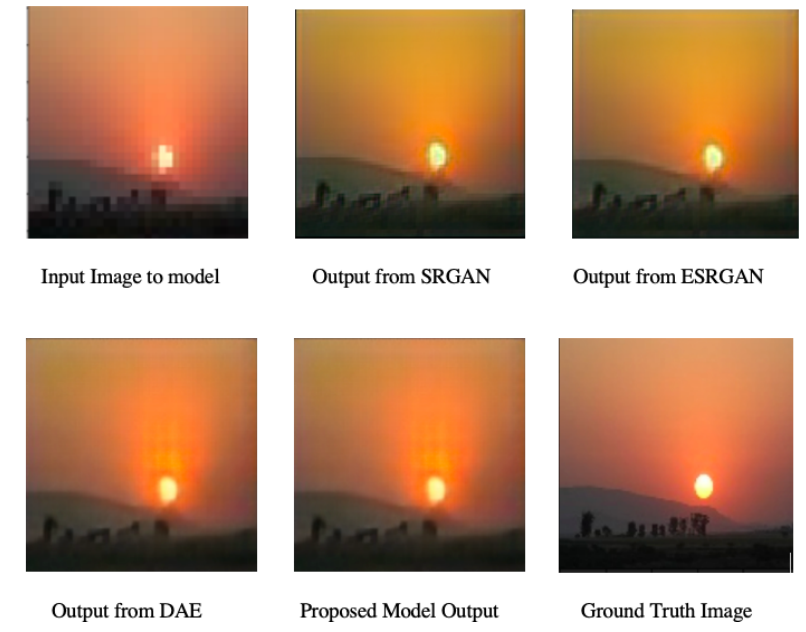 Input Image to model
Output from SRGAN
Output from ESRGAN
Output from DAE
Proposed Model Output
Ground Truth Image